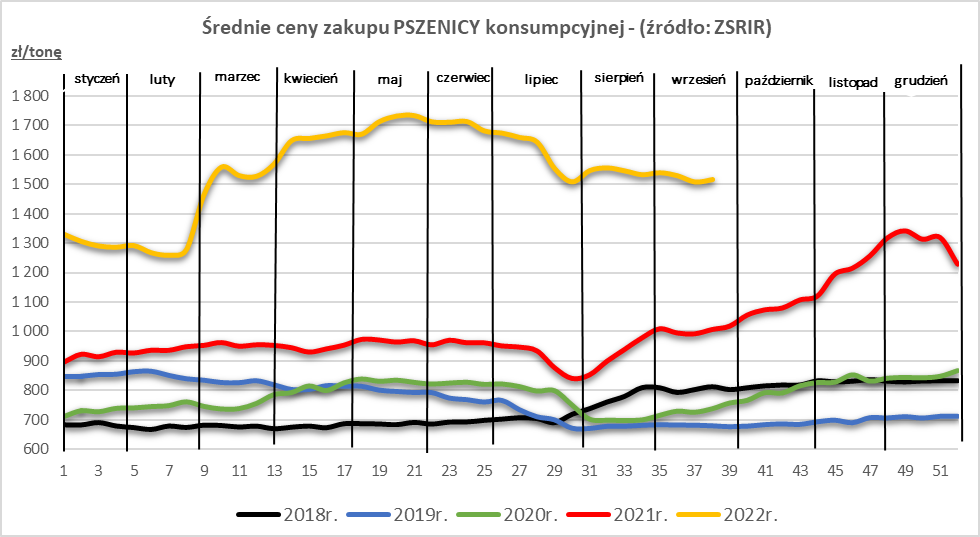 Średnie ceny zakupu PSZENICY konsumpcyjnej - (źródło: ZSRIR)
zł/tonę
styczeń luty marzec kwiecień maj czerwiec lipiec sierpień wrzesień październik listopad grudzień
1 800
1 700
1 600
1 500
1 400
1 300
1 200
1 100
1 000
900
800
700
600
1 3 5 7 9 11 13 15 17 19 21 23 25 27 29 31 33 35 37 39 41 43 45 47 49 51
2018r. 2019r. 2020r. 2021r. 2022r.